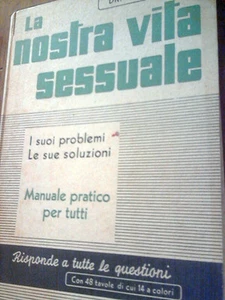 La
nostra vita
sessuale
I suoi problemi
Le sue soluzioni
Manuale pratico
per tutti
Risponde a tutte le questioni
Con 48 tavole di cui 14 a colori